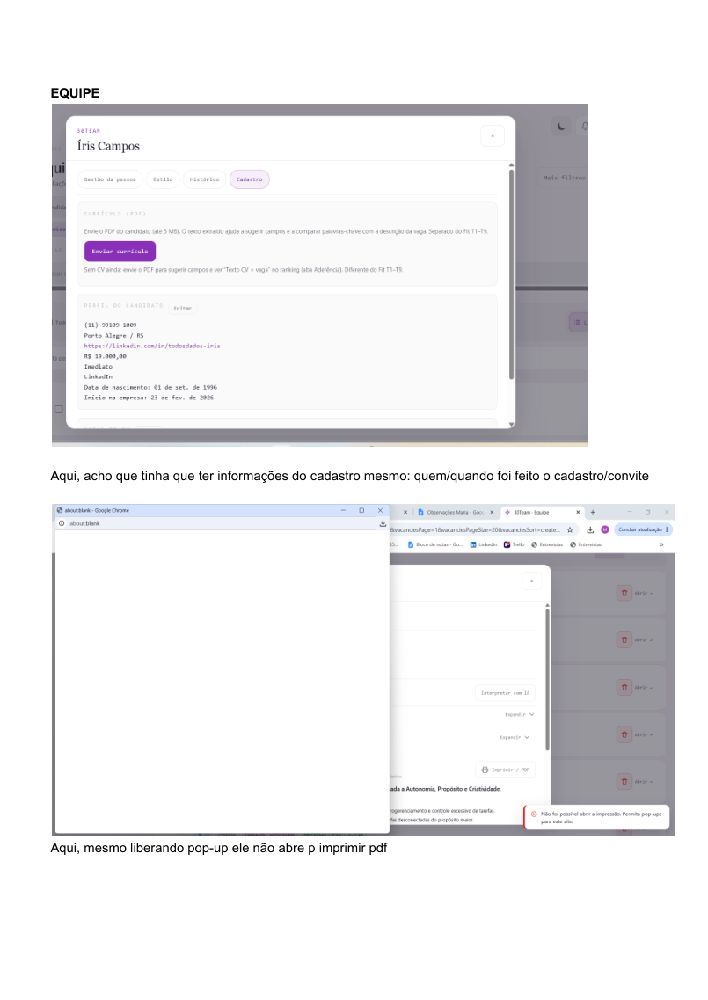 EQUIPE
30TEAM
Íris Campos
Mais filtros
Gestão da pessoa
Estilo
Histórico
Cadastro
CURRÍCULO (PDF)
Envie o PDF do candidato (até 5 MB). O texto extraído ajuda a sugerir campos e a comparar palavras-chave com a descrição da vaga. Separado do Fit T1–T9.
Enviar currículo
Sem CV ainda: envie o PDF para sugerir campos e ver "Texto CV + vaga" no ranking (aba Aderência). Diferente do Fit T1–T9.
PERFIL DO CANDIDATO
Editar
(11) 99109-1009
Porto Alegre / RS
https://linkedin.com/in/todosdados-iris
R$ 19.000,00
Imediato
LinkedIn
Data de nascimento: 01 de set. de 1996
Início na empresa: 23 de fev. de 2026
Aqui, acho que tinha que ter informações do cadastro mesmo: quem/quando foi feito o cadastro/convite
about:blank - Google Chrome
about:blank
Observações Maria - Goo
30Team - Equipe
&vacanciesPage=1&vacanciesPageSize=20&vacanciesSort=create...
Concluir atualização
Bloco de notas - Go...
LinkedIn
Trello
Entrevistas
Entrevistas
Abrir
Interpretar com IA
Abrir
Expandir
Abrir
Expandir
Abrir
Imprimir / PDF
Abrir
ada a Autonomia, Propósito e Criatividade.
rogerenciamento e controle excessivo de tarefas.
efas desconectadas do propósito maior.
Não foi possível abrir a impressão. Permita pop-ups
para este site.
Aqui, mesmo liberando pop-up ele não abre p imprimir pdf